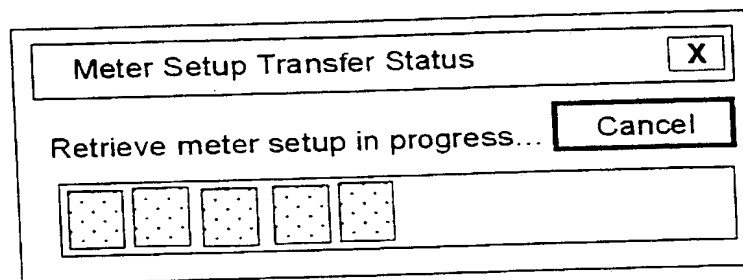 Meter Setup Transfer Status X
Retrieve meter setup in progress... Cancel